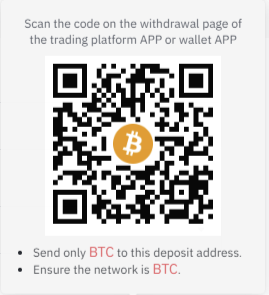 Scan the code on the withdrawal page of
the trading platform APP or wallet APP
Send only BTC to this deposit address.
Ensure the network is BTC.